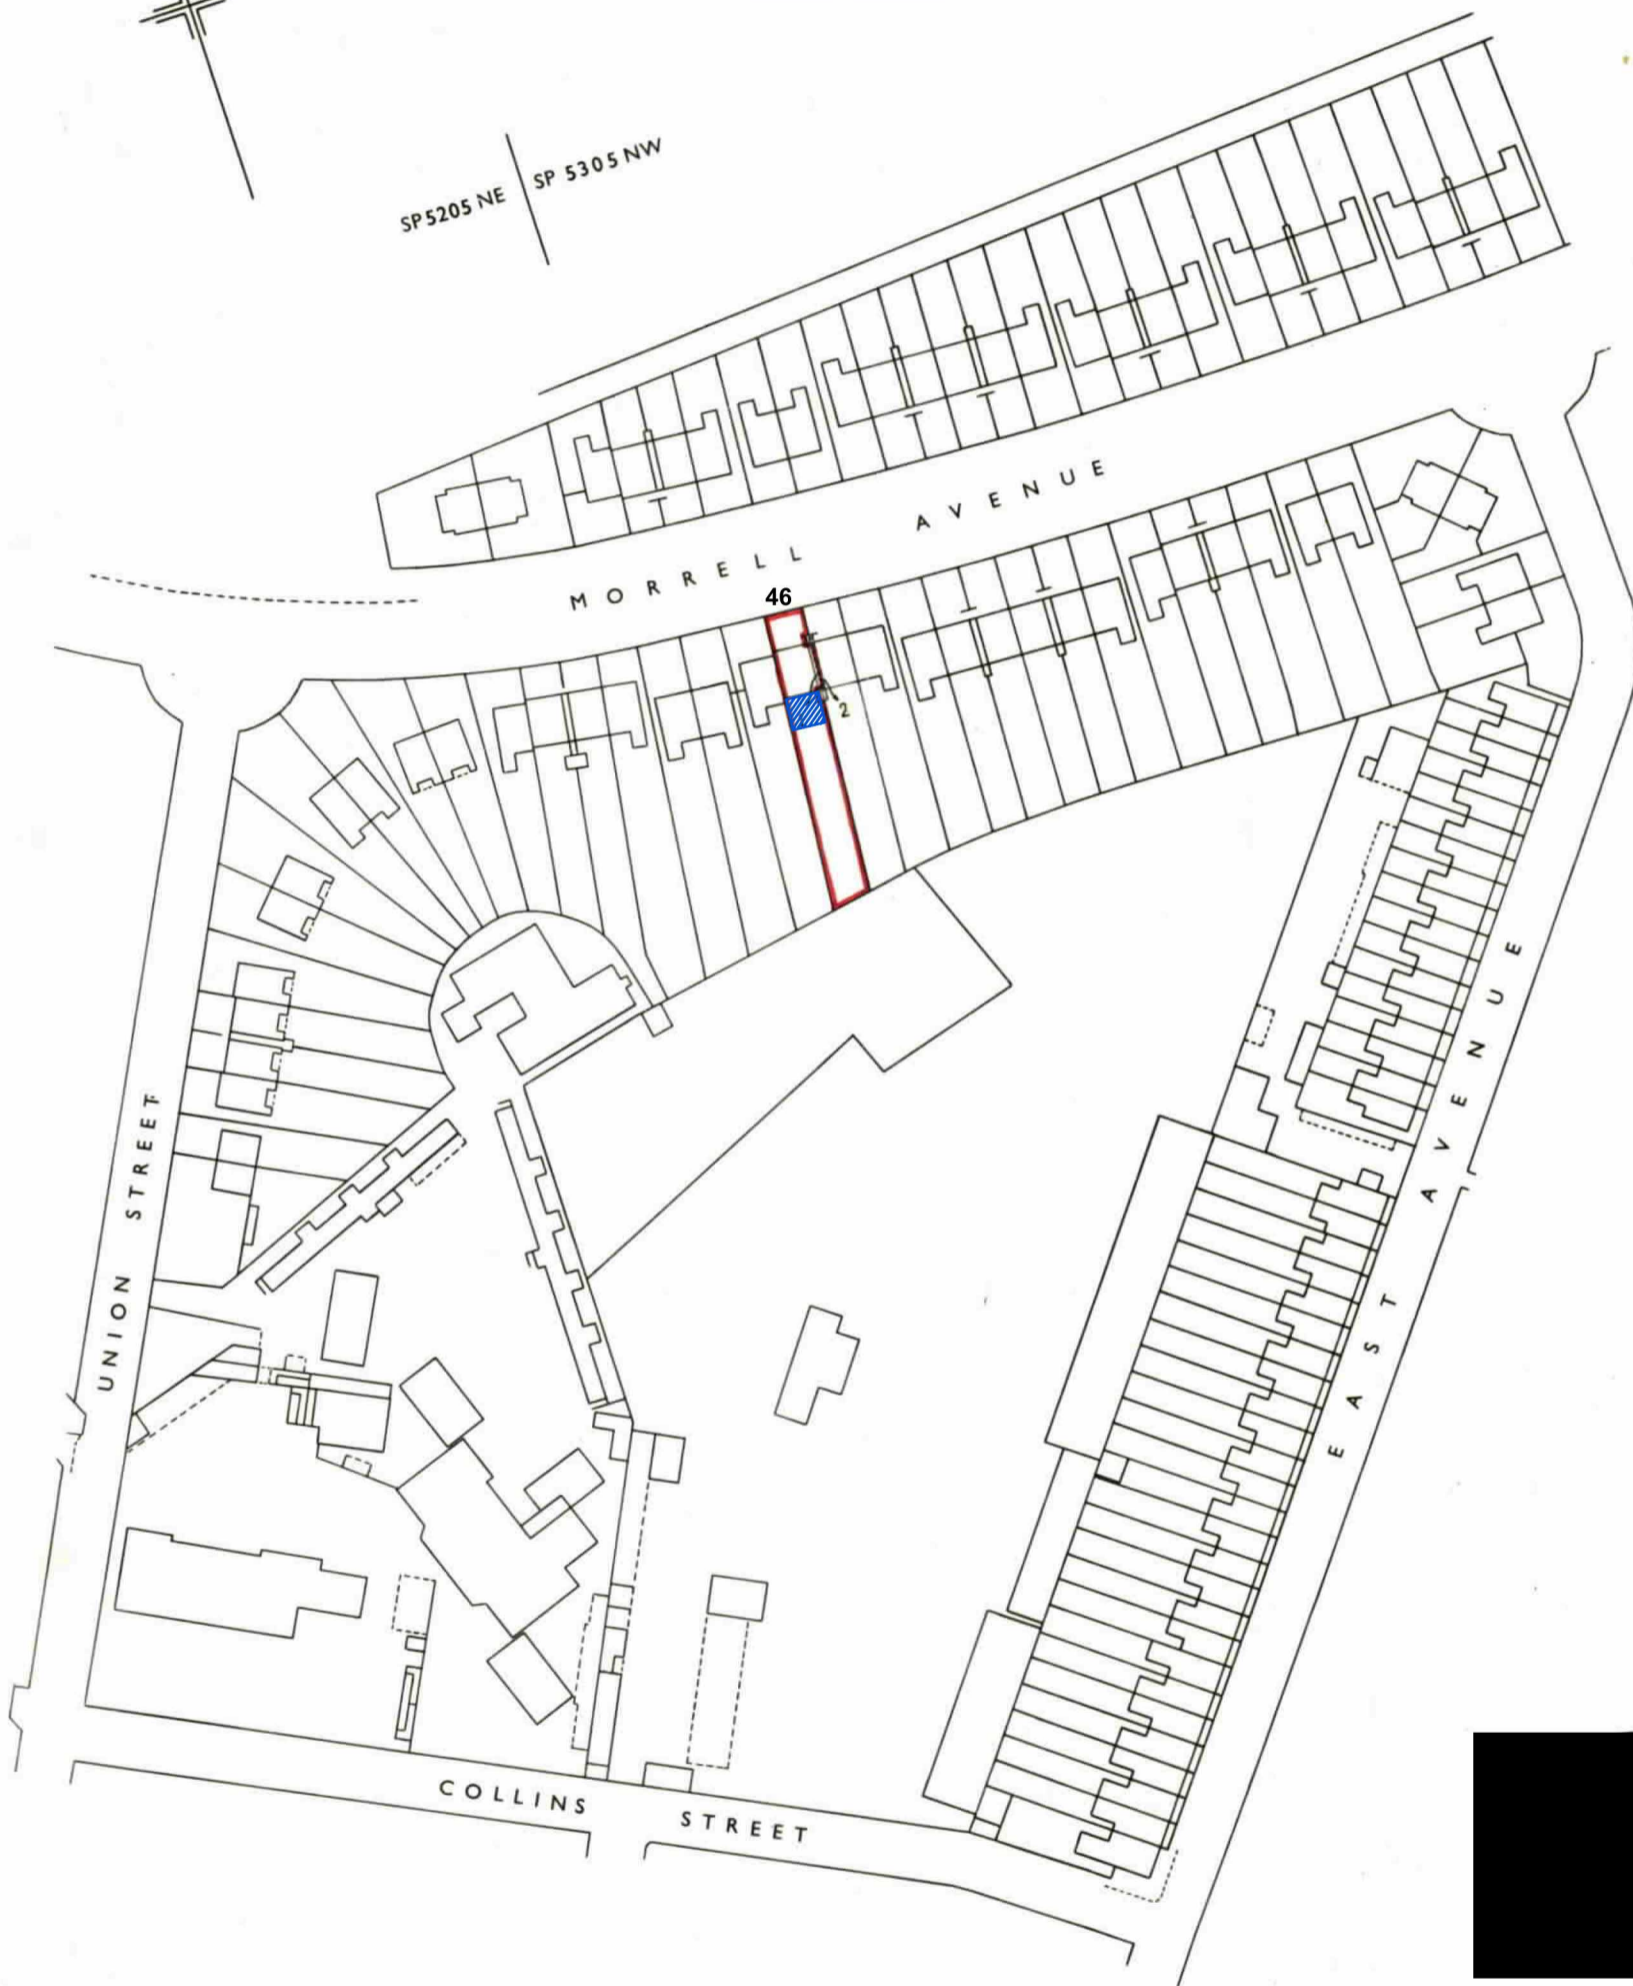 SP5205 NE
SP 5305 NW
MORRELL AVENUE
46
2
UNION STREET
EAST AVENUE
COLLINS STREET